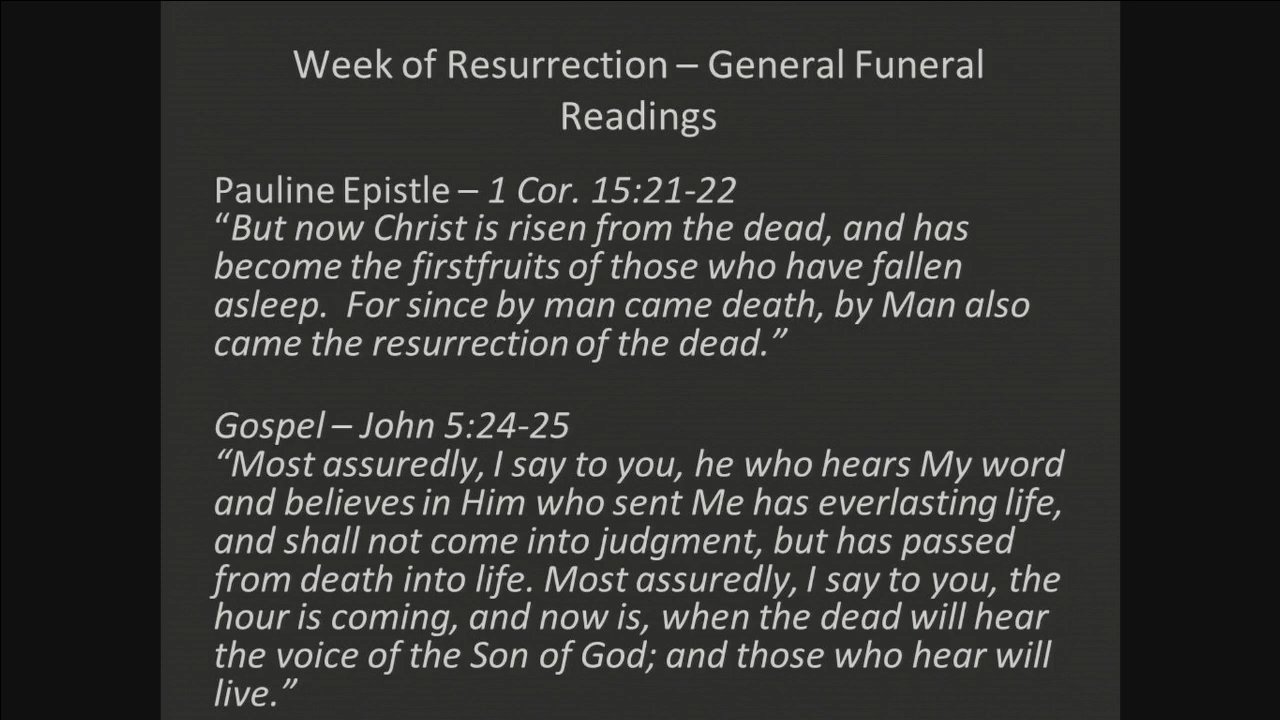 Week of Resurrection – General Funeral
Readings
Pauline Epistle – 1 Cor. 15:21-22
“But now Christ is risen from the dead, and has
become the firstfruits of those who have fallen
asleep.  For since by man came death, by Man also
came the resurrection of the dead.”
Gospel – John 5:24-25
“Most assuredly, I say to you, he who hears My word
and believes in Him who sent Me has everlasting life,
and shall not come into judgment, but has passed
from death into life. Most assuredly, I say to you, the
hour is coming, and now is, when the dead will hear
the voice of the Son of God; and those who hear will
live.”